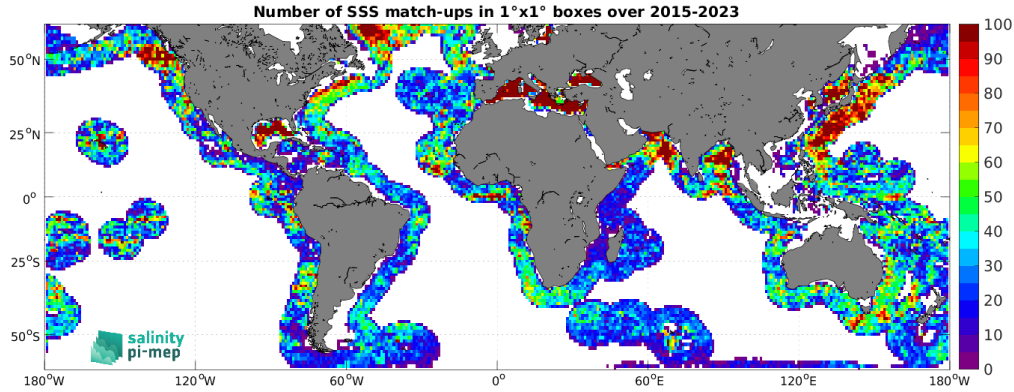 Number of SSS match-ups in 1°x1° boxes over 2015-2023
100
90
80
70
60
50
40
30
20
10
0
50°N
25°N
0°
25°S
50°S
salinity
pi-mep
180°W 120°W 60°W 0° 60°E 120°E 180°W